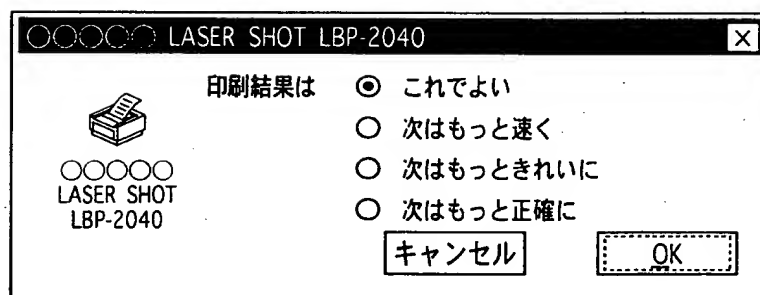 ○○○○○ LASER SHOT LBP-2040
印刷結果は
これでよい
次はもっと速く
次はもっときれいに
次はもっと正確に
○○○○○
LASER SHOT
LBP-2040
キャンセル
OK